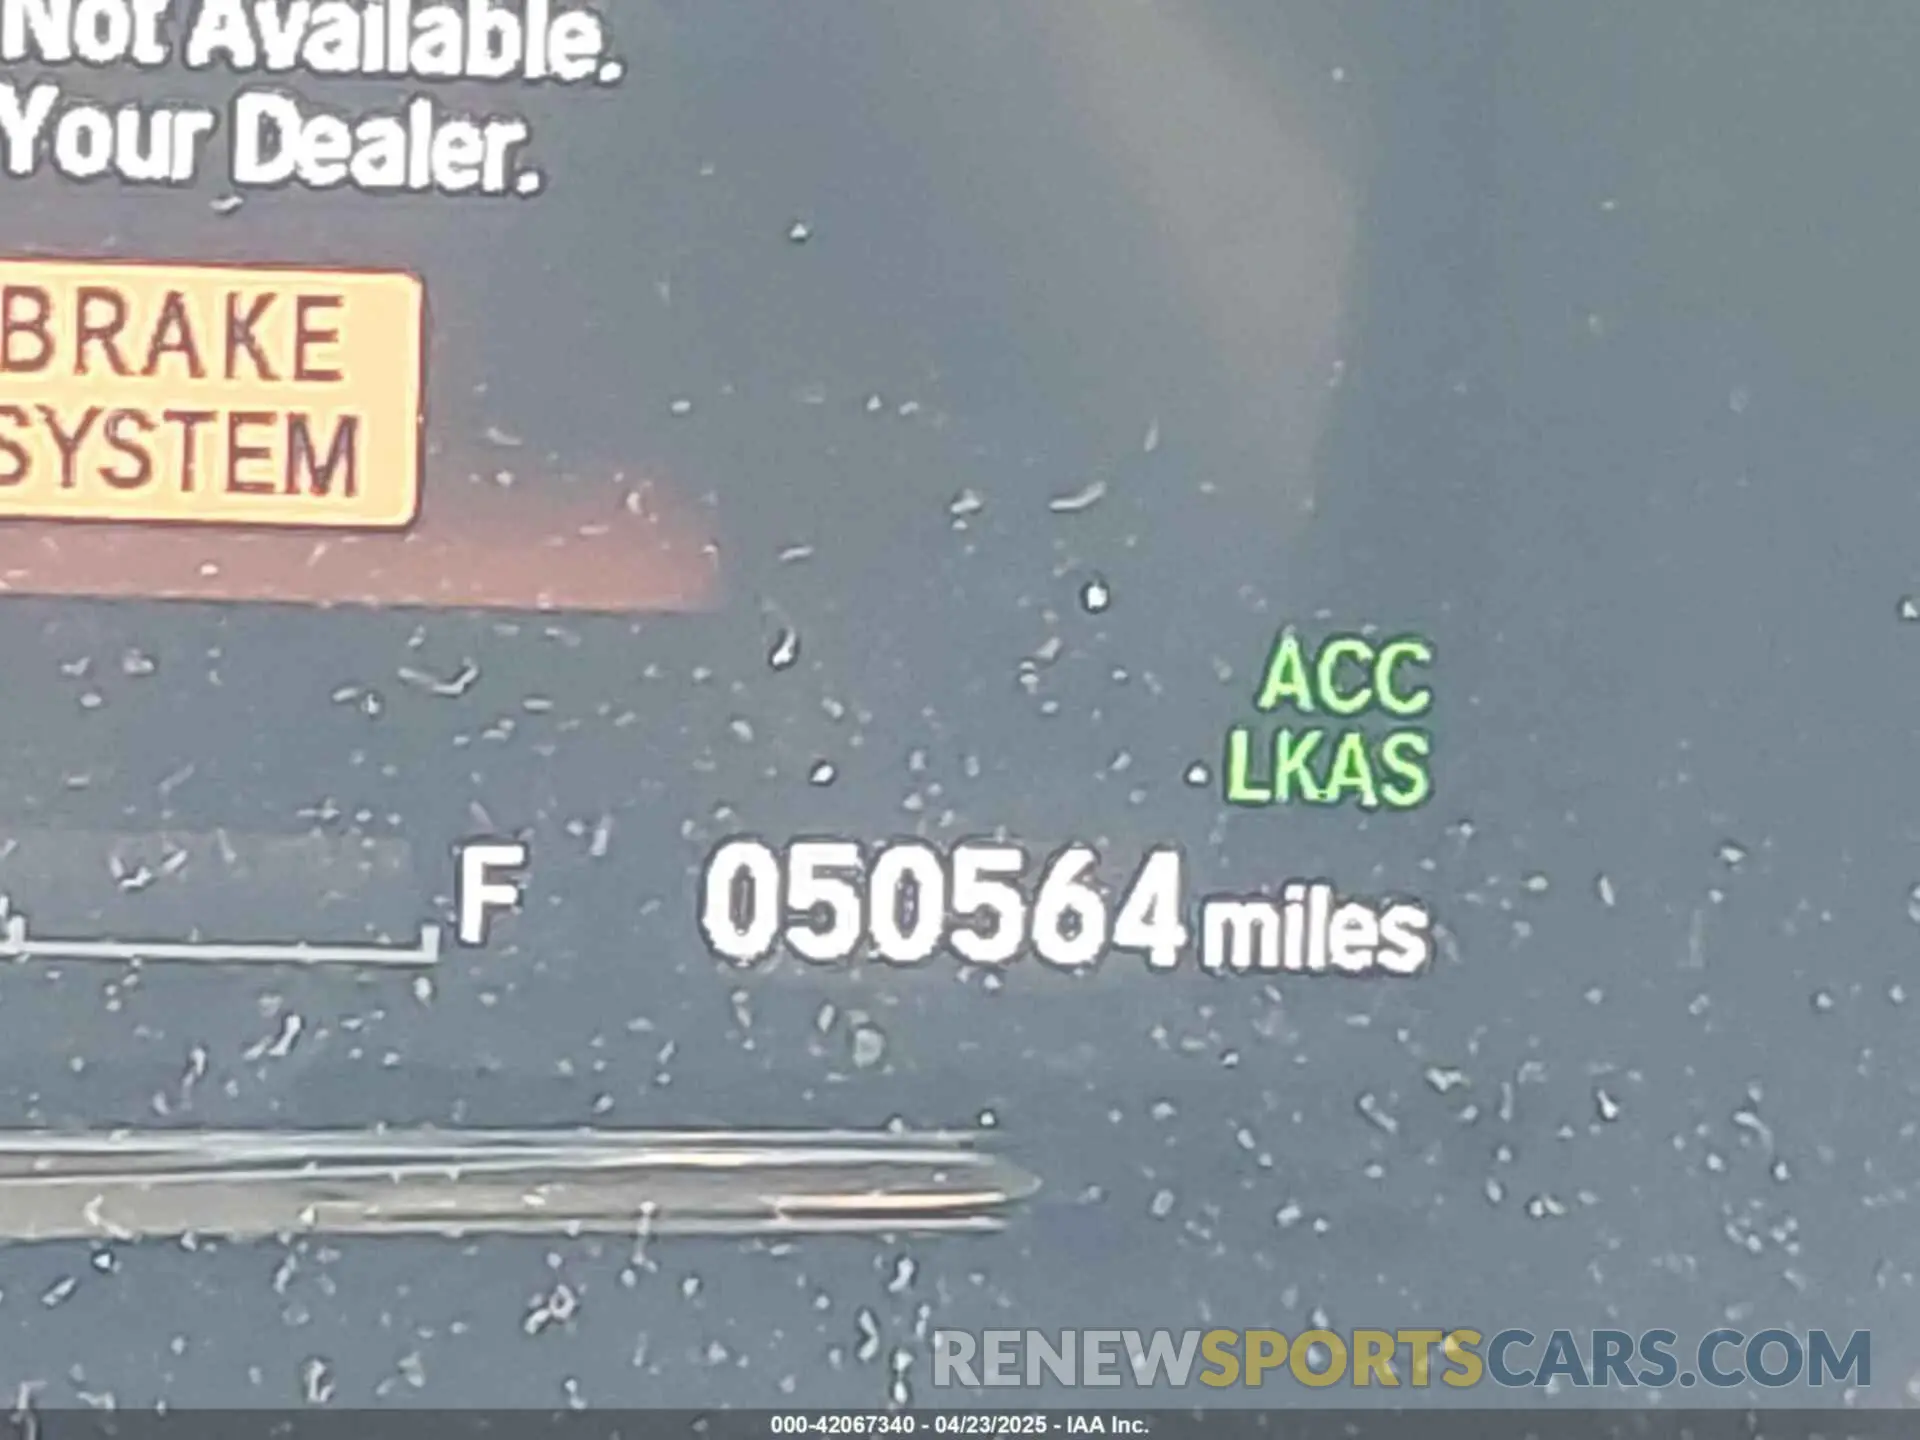 Not Available.
Your Dealer.
BRAKE
SYSTEM
ACC
LKAS
F 050564 miles
RENEWSPORTSCARS.COM
000-42067340 - 04/23/2025 - IAA Inc.